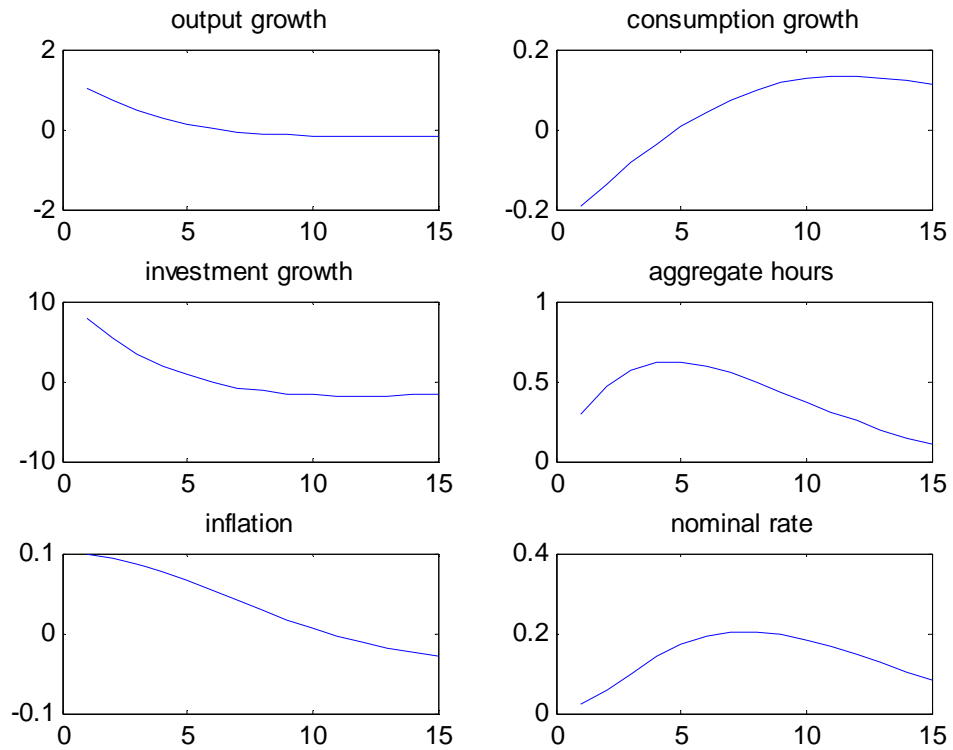 output growth
2
0
-2
0 5 10 15
consumption growth
0.2
0
-0.2
0 5 10 15
investment growth
10
0
-10
0 5 10 15
aggregate hours
1
0.5
0
0 5 10 15
inflation
0.1
0
-0.1
0 5 10 15
nominal rate
0.4
0.2
0
0 5 10 15